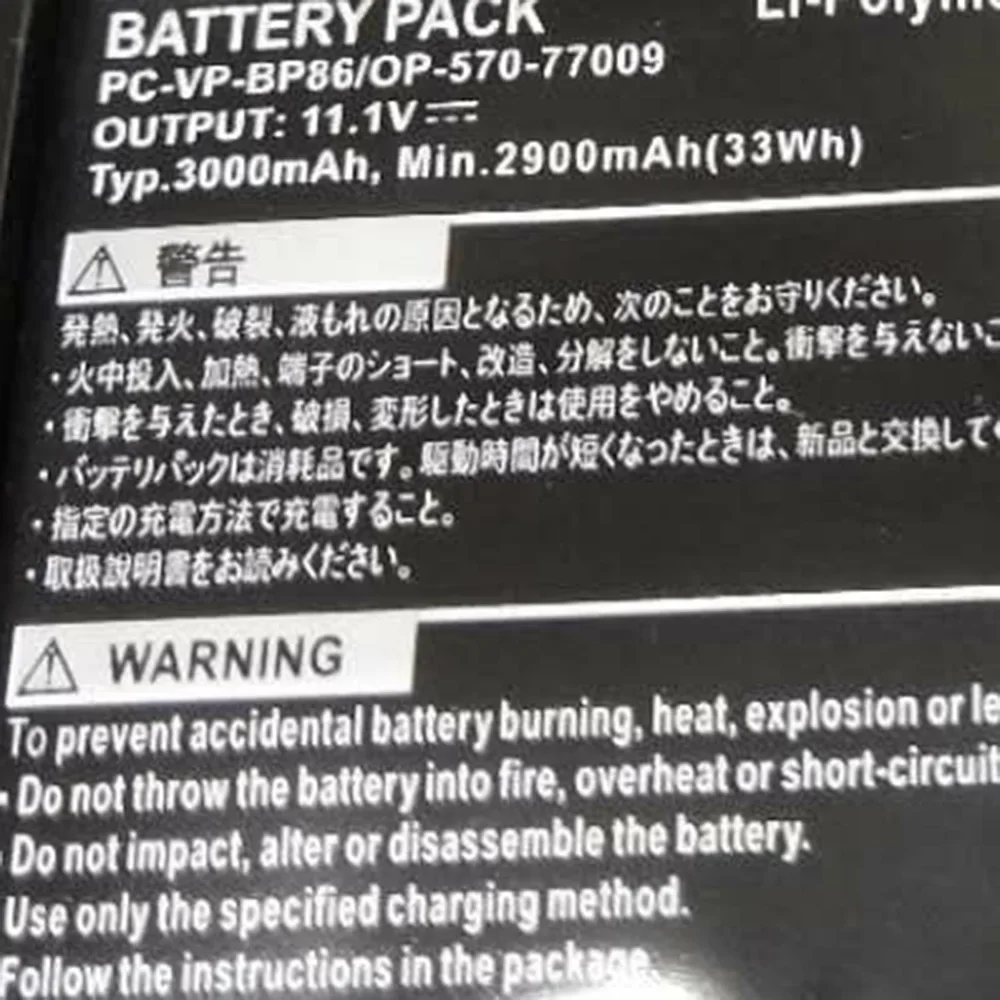 BATTERY PACK Li-Polyme
PC-VP-BP86/OP-570-77009
OUTPUT: 11.1V⎓
Typ.3000mAh, Min.2900mAh(33Wh)
⚠ 警告
発熱、発火、破裂、液もれの原因となるため、次のことをお守りください。
・火中投入、加熱、端子のショート、改造、分解をしないこと。衝撃を与えないこ
・衝撃を与えたとき、破損、変形したときは使用をやめること。
・バッテリパックは消耗品です。駆動時間が短くなったときは、新品と交換して
・指定の充電方法で充電すること。
・取扱説明書をお読みください。
⚠ WARNING
To prevent accidental battery burning, heat, explosion or le
- Do not throw the battery into fire, overheat or short-circuit
Do not impact, alter or disassemble the battery.
Use only the specified charging method.
Follow the instructions in the package.